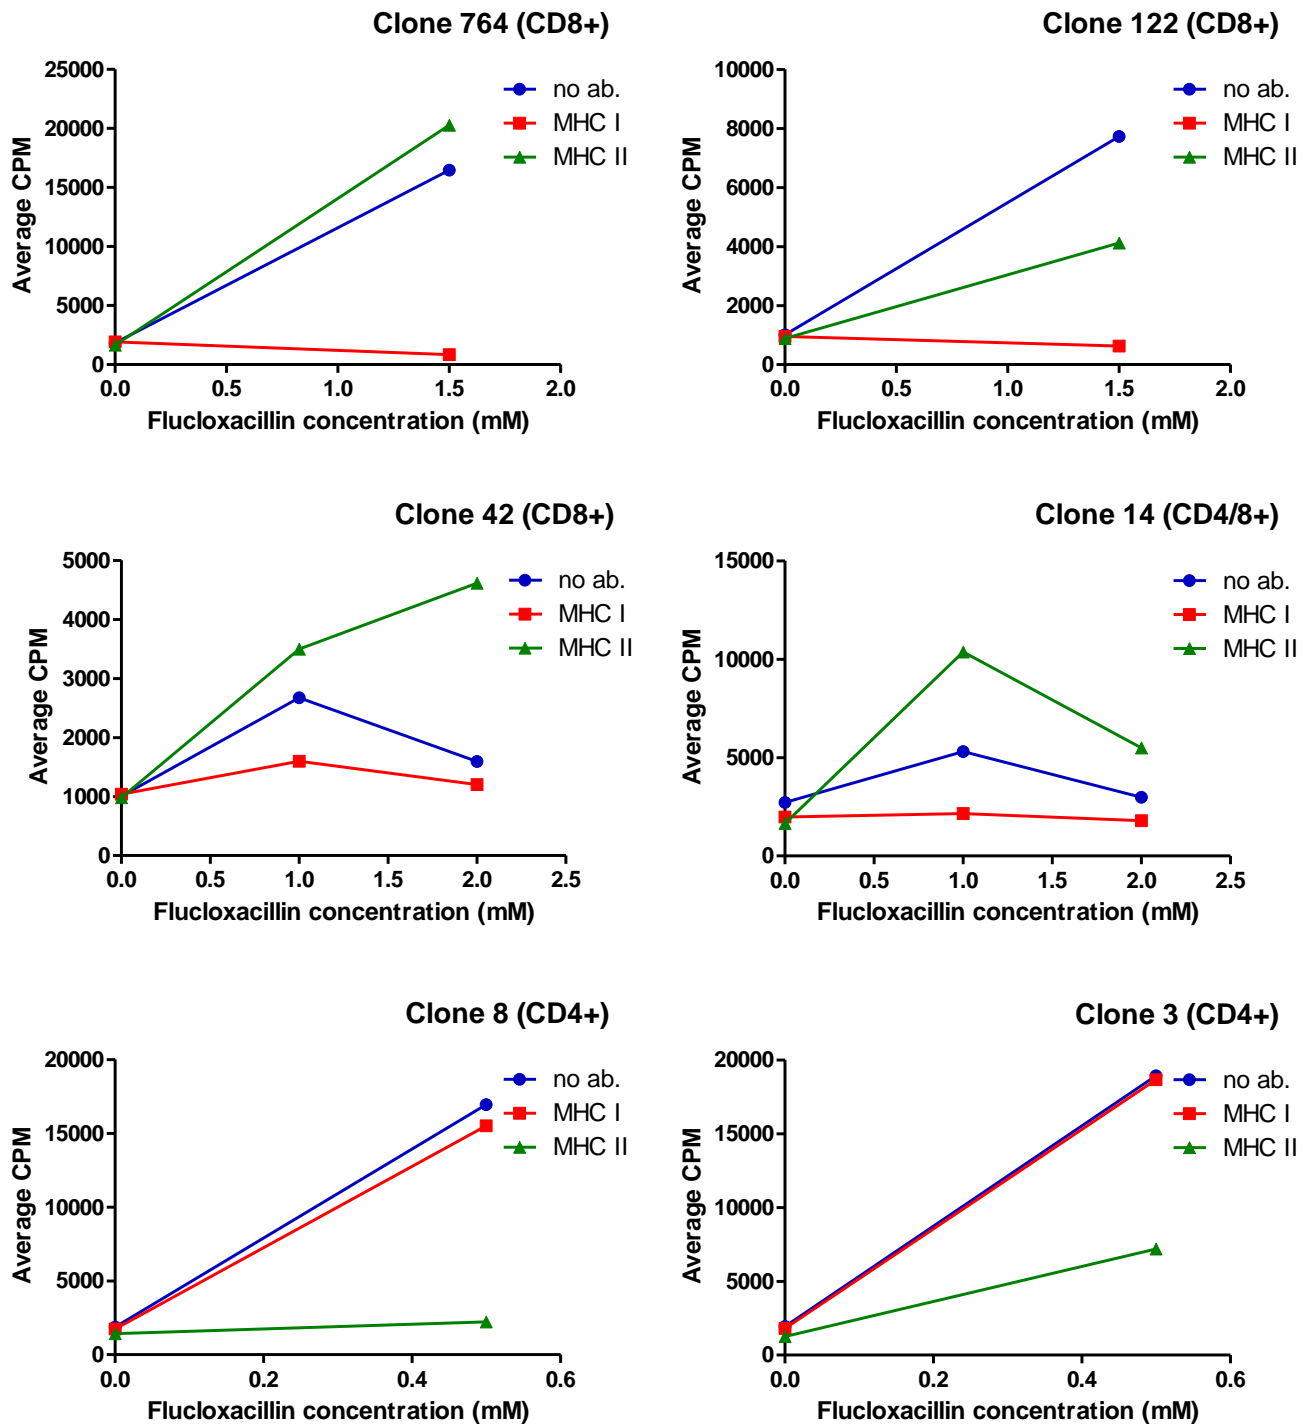 Clone 764 (CD8+)
25000
20000
15000
10000
5000
0
Average CPM
0.0 0.5 1.0 1.5 2.0
Flucloxacillin concentration (mM)
no ab.
MHC I
MHC II
Clone 122 (CD8+)
10000
8000
6000
4000
2000
0
Average CPM
0.0 0.5 1.0 1.5 2.0
Flucloxacillin concentration (mM)
no ab.
MHC I
MHC II
Clone 42 (CD8+)
5000
4000
3000
2000
1000
0
Average CPM
0.0 0.5 1.0 1.5 2.0 2.5
Flucloxacillin concentration (mM)
no ab.
MHC I
MHC II
Clone 14 (CD4/8+)
15000
10000
5000
0
Average CPM
0.0 0.5 1.0 1.5 2.0 2.5
Flucloxacillin concentration (mM)
no ab.
MHC I
MHC II
Clone 8 (CD4+)
20000
15000
10000
5000
0
Average CPM
0.0 0.2 0.4 0.6
Flucloxacillin concentration (mM)
no ab.
MHC I
MHC II
Clone 3 (CD4+)
20000
15000
10000
5000
0
Average CPM
0.0 0.2 0.4 0.6
Flucloxacillin concentration (mM)
no ab.
MHC I
MHC II